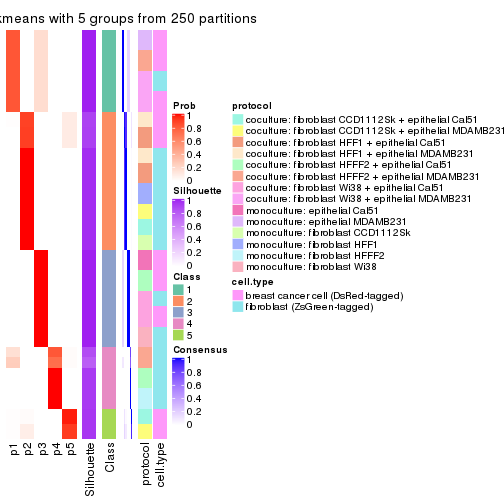 kmeans with 5 groups from 250 partitions
Prob
1
0.8
0.6
0.4
0.2
0
Silhouette
1
0.8
0.6
0.4
0.2
0
Class
1
2
3
4
5
Consensus
1
0.8
0.6
0.4
0.2
0
protocol
coculture: fibroblast CCD1112Sk + epithelial Cal51
coculture: fibroblast CCD1112Sk + epithelial MDAMB231
coculture: fibroblast HFF1 + epithelial Cal51
coculture: fibroblast HFF1 + epithelial MDAMB231
coculture: fibroblast HFFF2 + epithelial Cal51
coculture: fibroblast HFFF2 + epithelial MDAMB231
coculture: fibroblast Wi38 + epithelial Cal51
coculture: fibroblast Wi38 + epithelial MDAMB231
monoculture: epithelial Cal51
monoculture: epithelial MDAMB231
monoculture: fibroblast CCD1112Sk
monoculture: fibroblast HFF1
monoculture: fibroblast HFFF2
monoculture: fibroblast Wi38
cell.type
breast cancer cell (DsRed-tagged)
fibroblast (ZsGreen-tagged)
p1
p2
p3
p4
p5
Silhouette
Class
protocol
cell.type